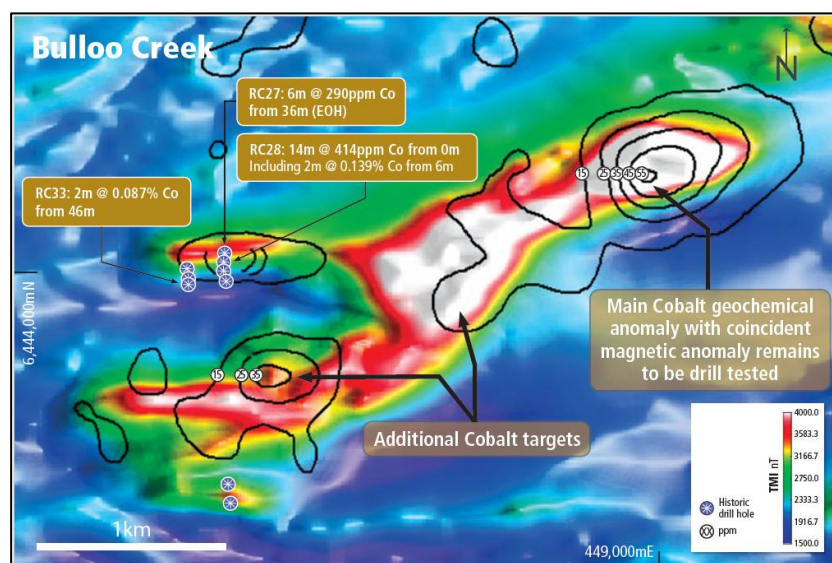 Bulloo Creek
N
RC27: 6m @ 290ppm Co
from 36m (EOH)
RC28: 14m @ 414ppm Co from 0m
Including 2m @ 0.139% Co from 6m
RC33: 2m @ 0.087% Co
from 46m
15 25 35 45 55
6,444,000mN
Main Cobalt geochemical
anomaly with coincident
magnetic anomaly remains
to be drill tested
15 25 35
Additional Cobalt targets
1km
449,000mE
TMI nT
4000.0
3583.3
3166.7
2750.0
2333.3
1916.7
1500.0
Historic
drill hole
XX ppm